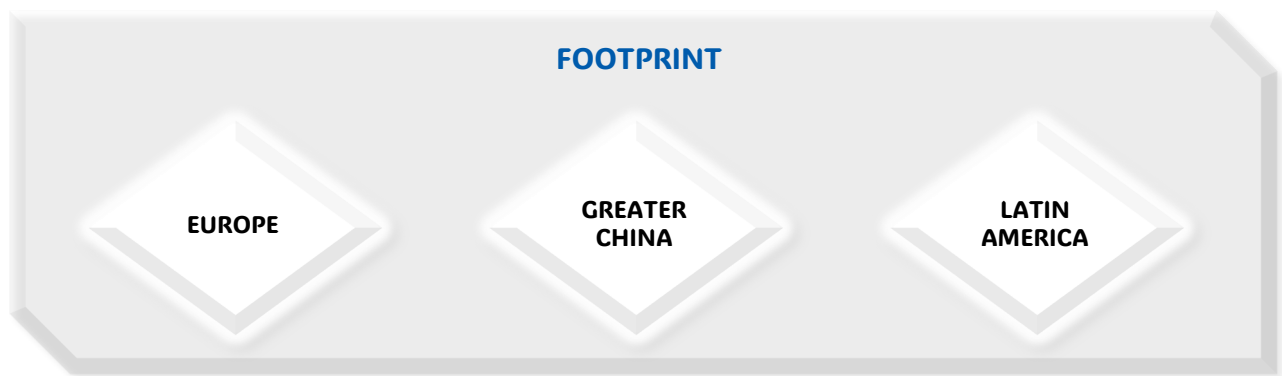 FOOTPRINT
EUROPE
GREATER
CHINA
LATIN
AMERICA